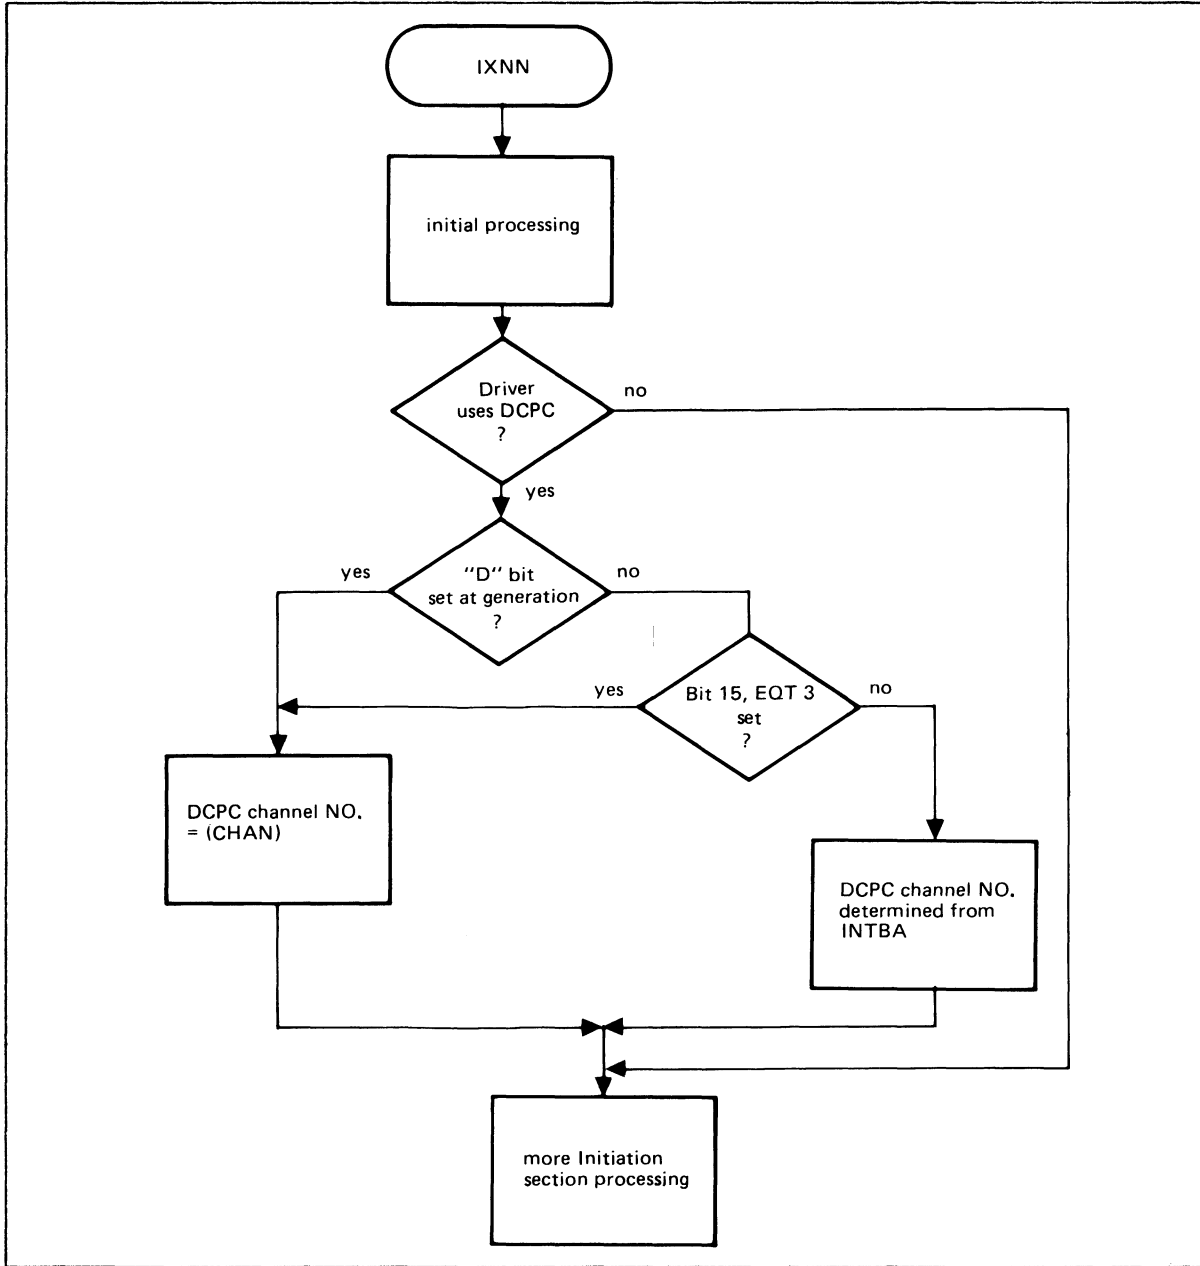 IXNN
initial processing
Driver
uses DCPC
?
no
yes
yes
"D" bit
set at generation
?
no
yes
Bit 15, EQT 3
set
?
no
DCPC channel NO.
= (CHAN)
DCPC channel NO.
determined from
INTBA
more Initiation
section processing